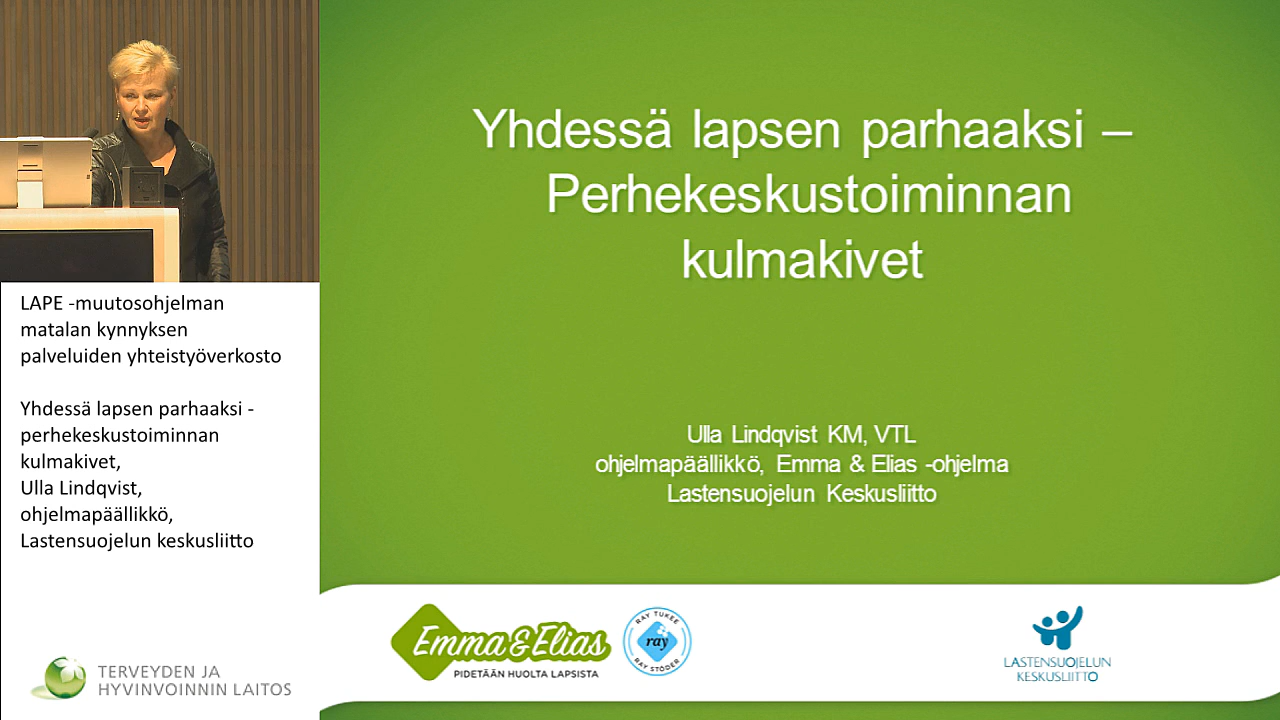 LAPE -muutosohjelman
matalan kynnyksen
palveluiden yhteistyöverkosto
Yhdessä lapsen parhaaksi -
perhekeskustoiminnan
kulmakivet,
Ulla Lindqvist,
ohjelmapäällikkö,
Lastensuojelun keskusliitto
TERVEYDEN JA
HYVINVOINNIN LAITOS
Yhdessä lapsen parhaaksi –
Perhekeskustoiminnan
kulmakivet
Ulla Lindqvist KM, VTL
ohjelmapäällikkö, Emma & Elias -ohjelma
Lastensuojelun Keskusliitto
Emma & Elias
PIDETÄÄN HUOLTA LAPSISTA
RAY TUKEE
ray
RAY STÖDER
LASTENSUOJELUN
KESKUSLIITTO